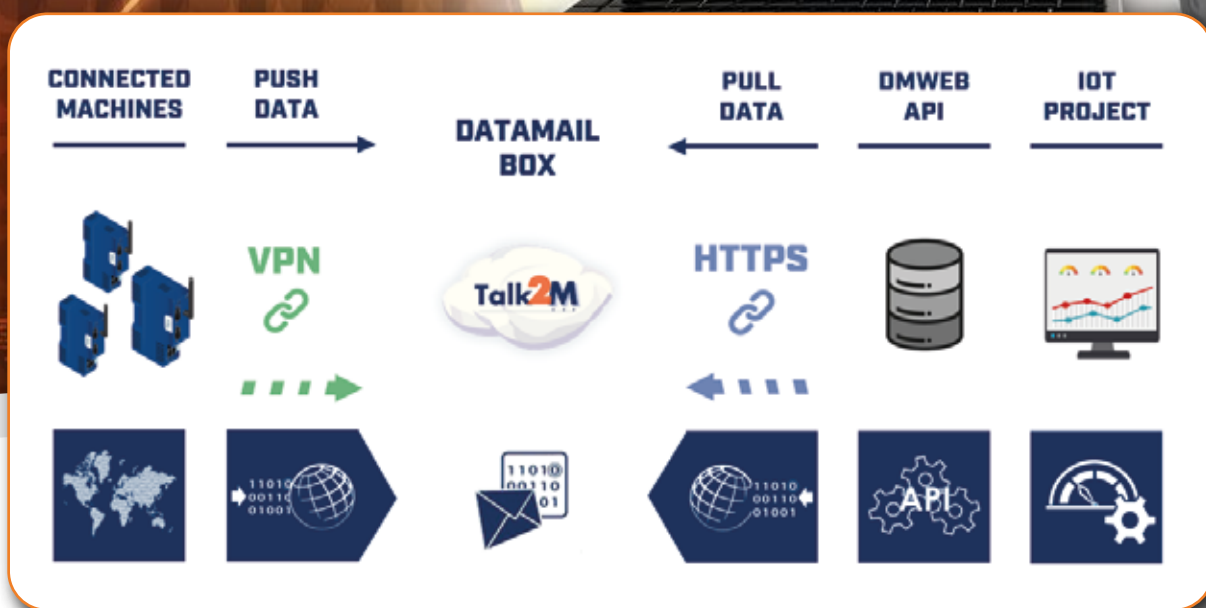 CONNECTED
MACHINES
PUSH
DATA
DATAMAIL
BOX
PULL
DATA
DMWEB
API
IOT
PROJECT
VPN
Talk2M
HTTPS
11010
00110
01001
11010
00110
01
11010
00110
01001
API